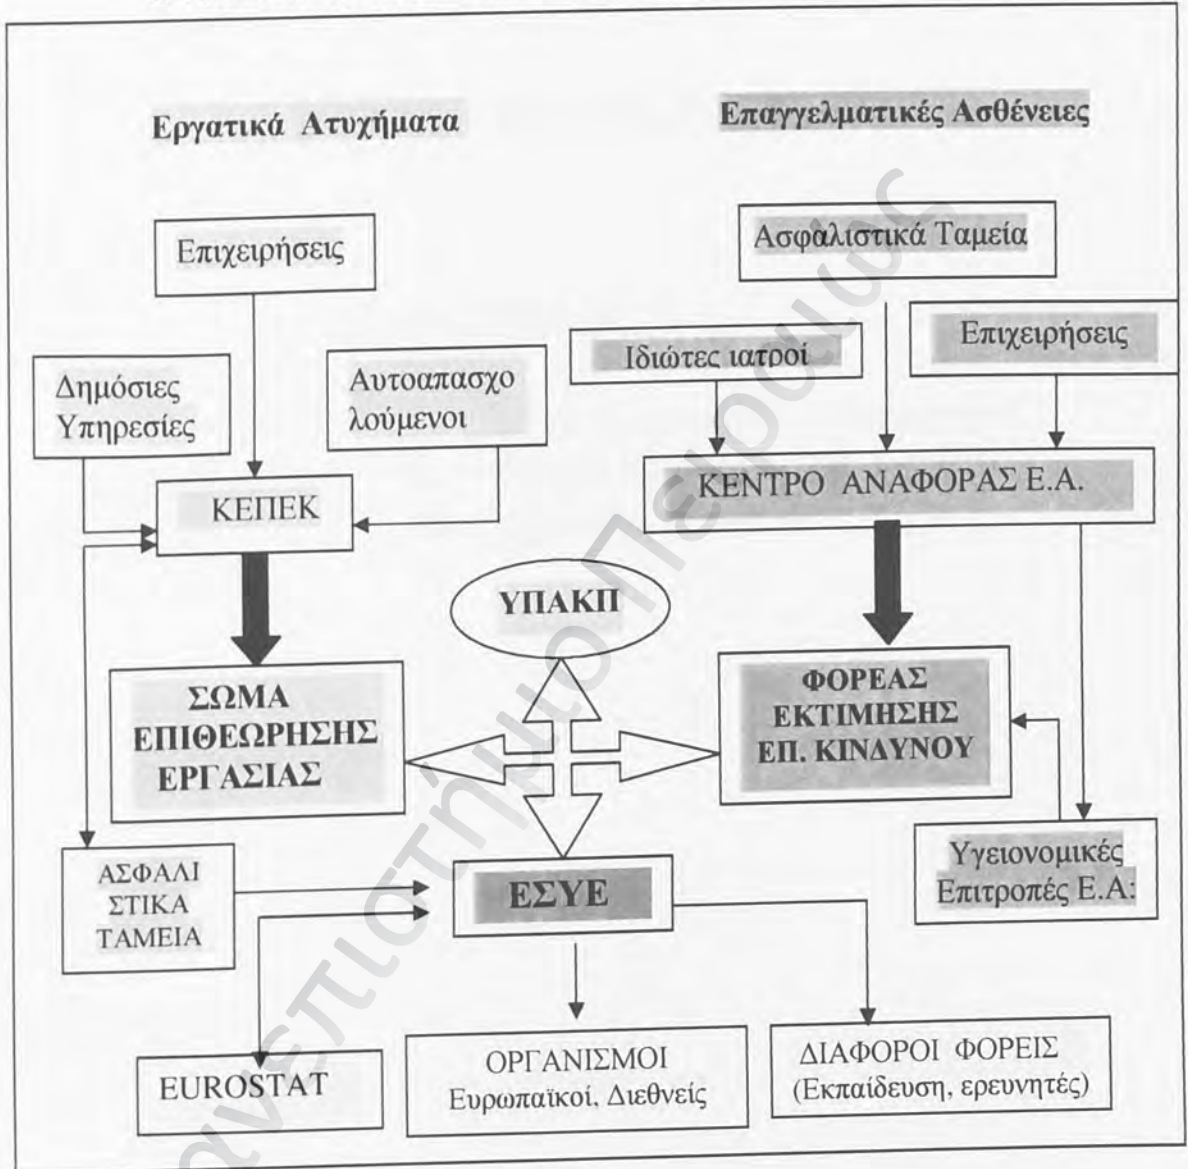 Εργατικά Ατυχήματα
Επαγγελματικές Ασθένειες
Επιχειρήσεις
Ασφαλιστικά Ταμεία
Δημόσιες
Υπηρεσίες
Αυτοαπασχο
λούμενοι
Ιδιώτες ιατροί
Επιχειρήσεις
ΚΕΠΕΚ
ΚΕΝΤΡΟ ΑΝΑΦΟΡΑΣ Ε.Α.
ΥΠΑΚΠ
ΣΩΜΑ
ΕΠΙΘΕΩΡΗΣΗΣ
ΕΡΓΑΣΙΑΣ
ΦΟΡΕΑΣ
ΕΚΤΙΜΗΣΗΣ
ΕΠ. ΚΙΝΔΥΝΟΥ
ΑΣΦΑΛΙ
ΣΤΙΚΑ
ΤΑΜΕΙΑ
ΕΣΥΕ
Υγειονομικές
Επιτροπές Ε.Α:
EUROSTAT
ΟΡΓΑΝΙΣΜΟΙ
Ευρωπαϊκοί, Διεθνείς
ΔΙΑΦΟΡΟΙ ΦΟΡΕΙΣ
(Εκπαίδευση, ερευνητές)
Πανεπιστήμιο Πειραιώς